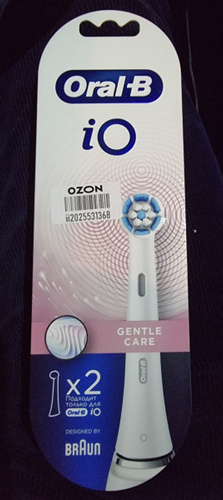 Oral-B
iO
OZON
ii2025531368
GENTLE
CARE
x2
Подходит
только для
Oral-B iO
DESIGNED BY
BRAUN